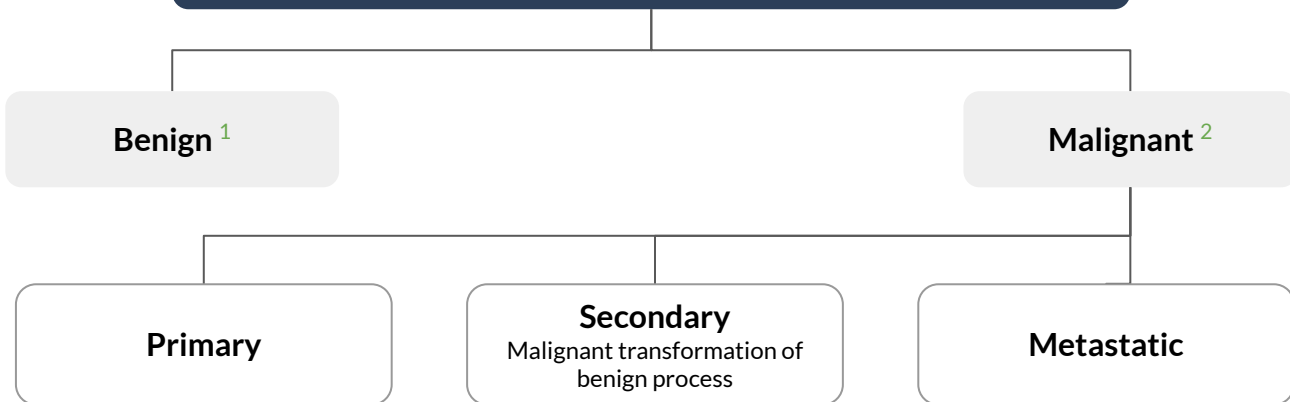 Benign 1
Malignant 2
Primary
Secondary
Malignant transformation of
benign process
Metastatic